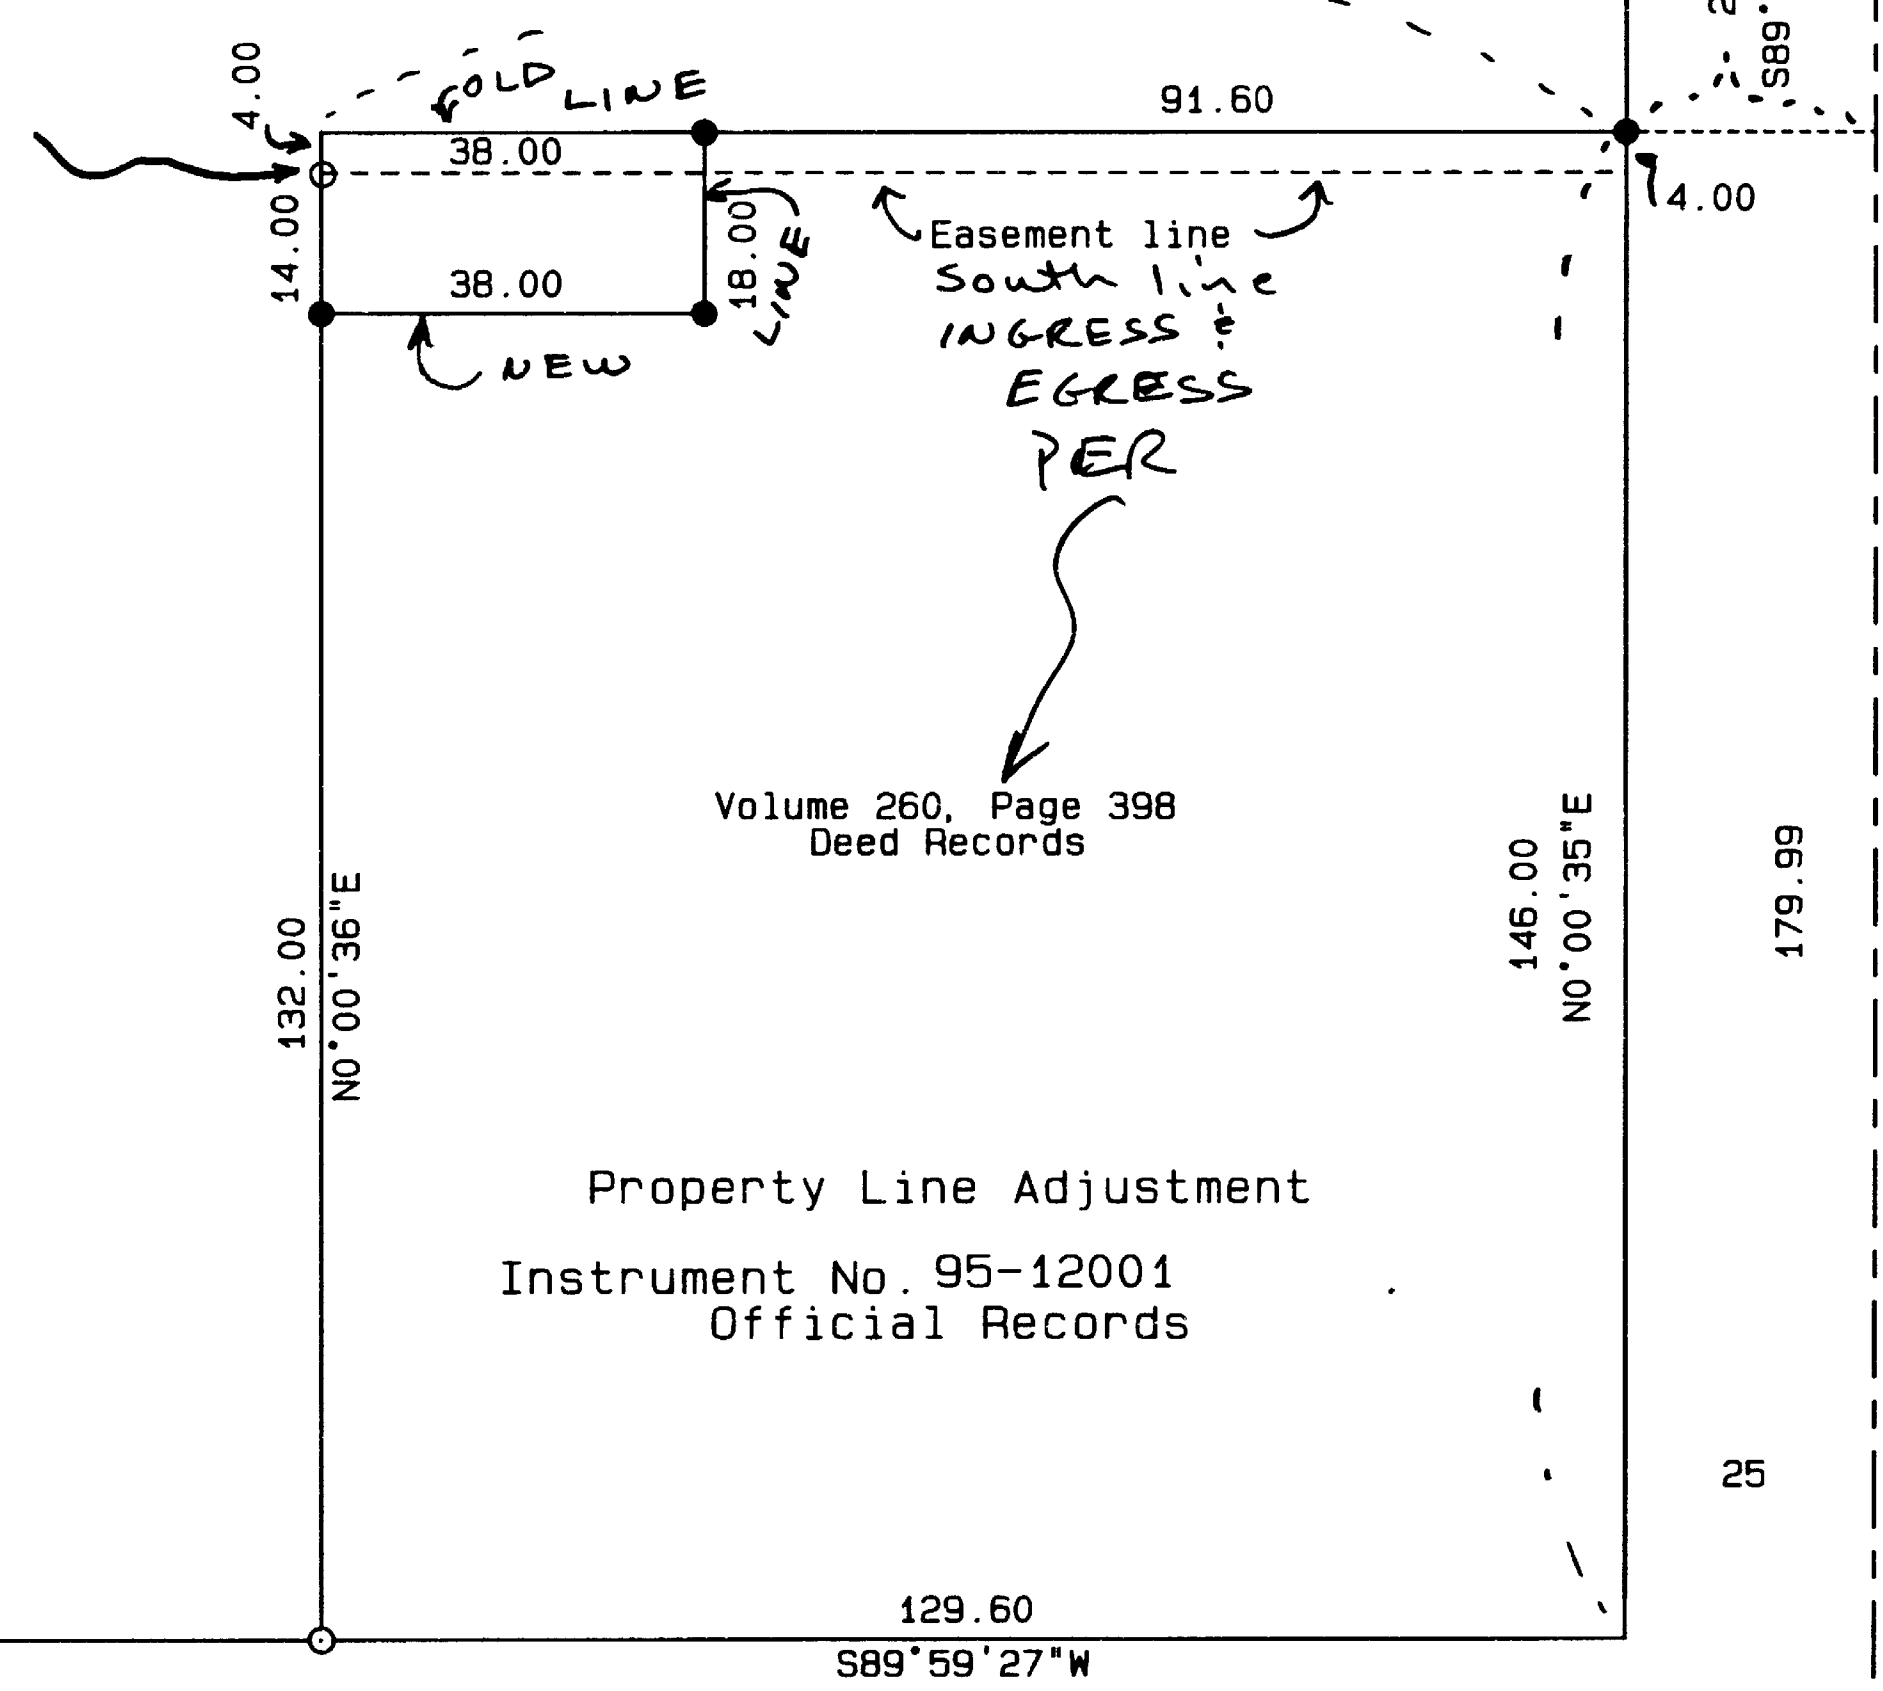 4.00
OLD LINE
91.60
S89°
38.00
14.00
18.00
LINE
4.00
Easement line
South line
INGRESS &
EGRESS
PER
38.00
NEW
Volume 260, Page 398
Deed Records
132.00
N0°00'36"E
146.00
N0°00'35"E
179.99
Property Line Adjustment
Instrument No. 95-12001
Official Records
25
129.60
S89°59'27"W